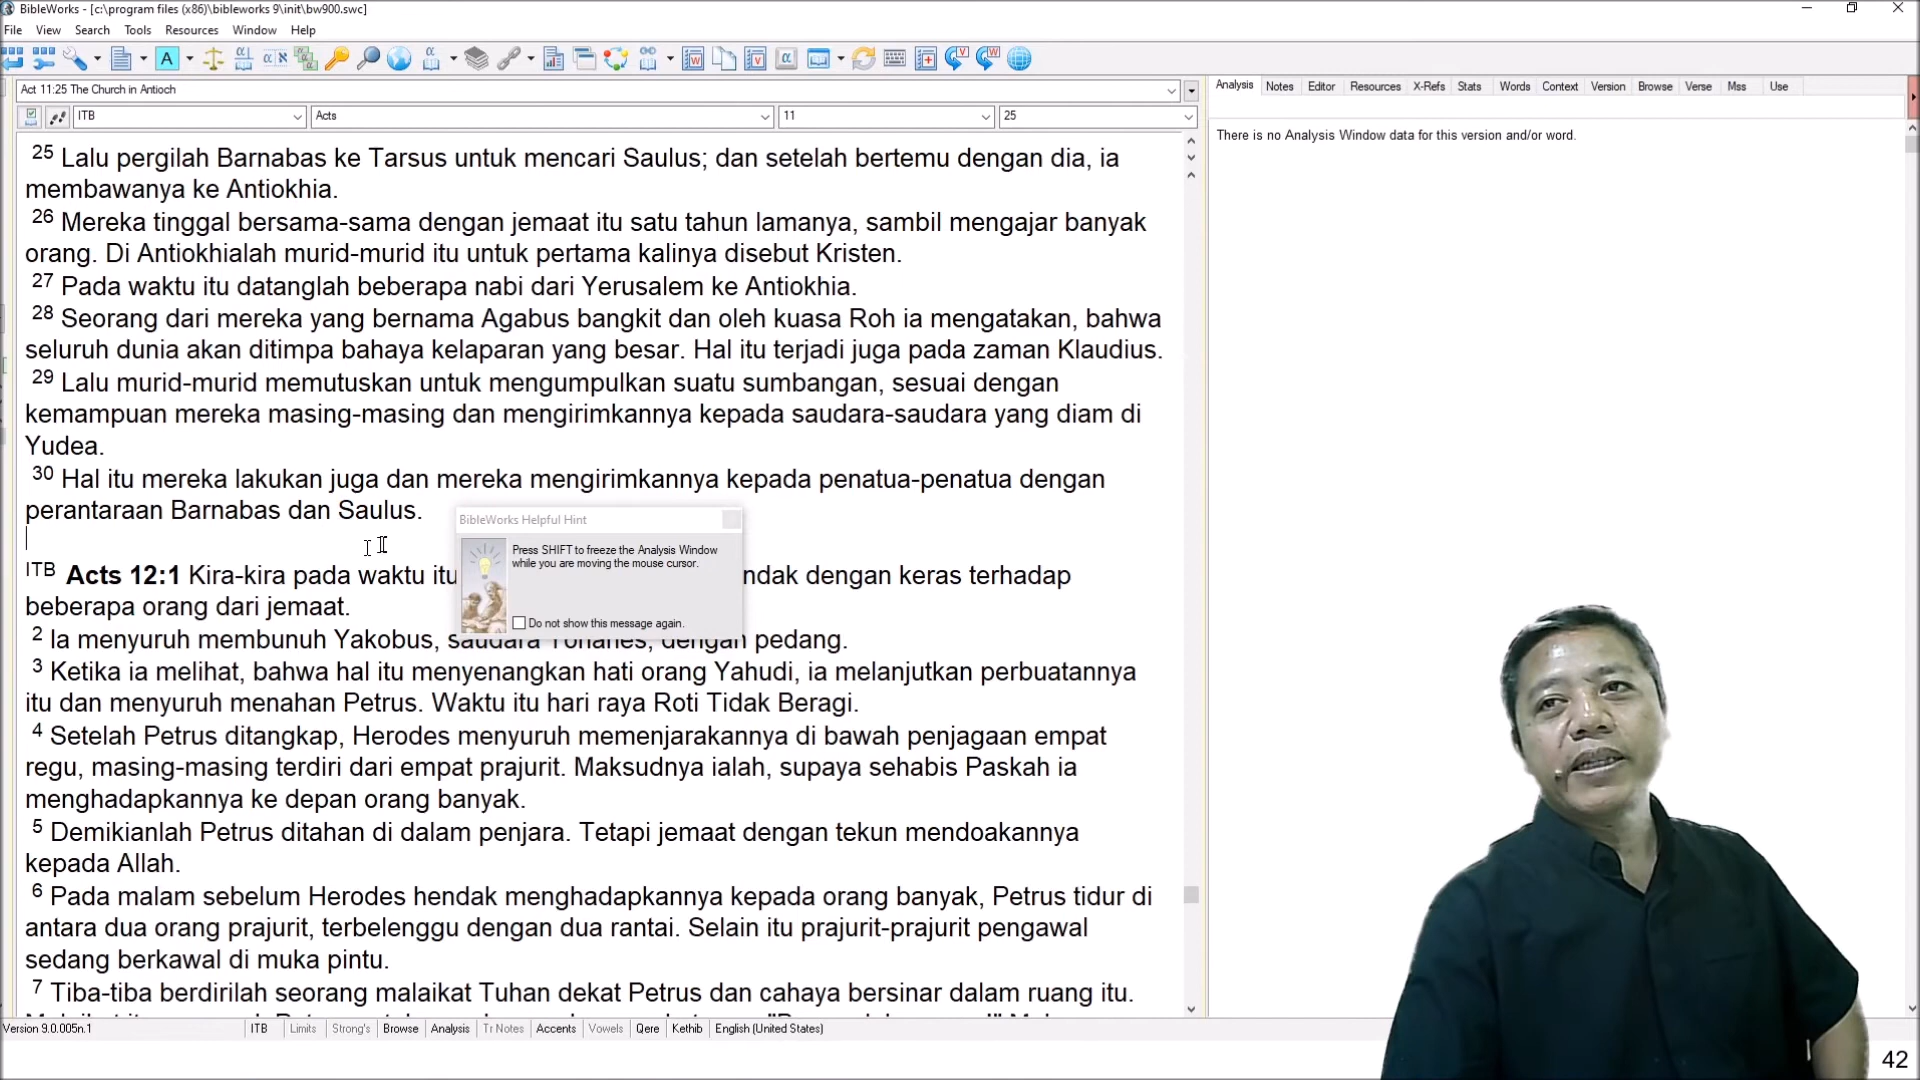 BibleWorks - [c:\program files (x86)\bibleworks 9\init\bw900.swc]
File View Search Tools Resources Window Help
Act 11:25 The Church in Antioch
ITB Acts 11 25
Analysis Notes Editor Resources X-Refs Stats Words Context Version Browse Verse Mss Use
There is no Analysis Window data for this version and/or word.
25 Lalu pergilah Barnabas ke Tarsus untuk mencari Saulus; dan setelah bertemu dengan dia, ia
membawanya ke Antiokhia.
26 Mereka tinggal bersama-sama dengan jemaat itu satu tahun lamanya, sambil mengajar banyak
orang. Di Antiokhialah murid-murid itu untuk pertama kalinya disebut Kristen.
27 Pada waktu itu datanglah beberapa nabi dari Yerusalem ke Antiokhia.
28 Seorang dari mereka yang bernama Agabus bangkit dan oleh kuasa Roh ia mengatakan, bahwa
seluruh dunia akan ditimpa bahaya kelaparan yang besar. Hal itu terjadi juga pada zaman Klaudius.
29 Lalu murid-murid memutuskan untuk mengumpulkan suatu sumbangan, sesuai dengan
kemampuan mereka masing-masing dan mengirimkannya kepada saudara-saudara yang diam di
Yudea.
30 Hal itu mereka lakukan juga dan mereka mengirimkannya kepada penatua-penatua dengan
perantaraan Barnabas dan Saulus.
BibleWorks Helpful Hint
Press SHIFT to freeze the Analysis Window
while you are moving the mouse cursor.
Do not show this message again.
ITB Acts 12:1 Kira-kira pada waktu itu ndak dengan keras terhadap
beberapa orang dari jemaat.
2 Ia menyuruh membunuh Yakobus, saudara Yohanes, dengan pedang.
3 Ketika ia melihat, bahwa hal itu menyenangkan hati orang Yahudi, ia melanjutkan perbuatannya
itu dan menyuruh menahan Petrus. Waktu itu hari raya Roti Tidak Beragi.
4 Setelah Petrus ditangkap, Herodes menyuruh memenjarakannya di bawah penjagaan empat
regu, masing-masing terdiri dari empat prajurit. Maksudnya ialah, supaya sehabis Paskah ia
menghadapkannya ke depan orang banyak.
5 Demikianlah Petrus ditahan di dalam penjara. Tetapi jemaat dengan tekun mendoakannya
kepada Allah.
6 Pada malam sebelum Herodes hendak menghadapkannya kepada orang banyak, Petrus tidur di
antara dua orang prajurit, terbelenggu dengan dua rantai. Selain itu prajurit-prajurit pengawal
sedang berkawal di muka pintu.
7 Tiba-tiba berdirilah seorang malaikat Tuhan dekat Petrus dan cahaya bersinar dalam ruang itu.
Version 9.0.005n.1 ITB Limits Strong's Browse Analysis Tr Notes Accents Vowels Qere Kethib English (United States)
42